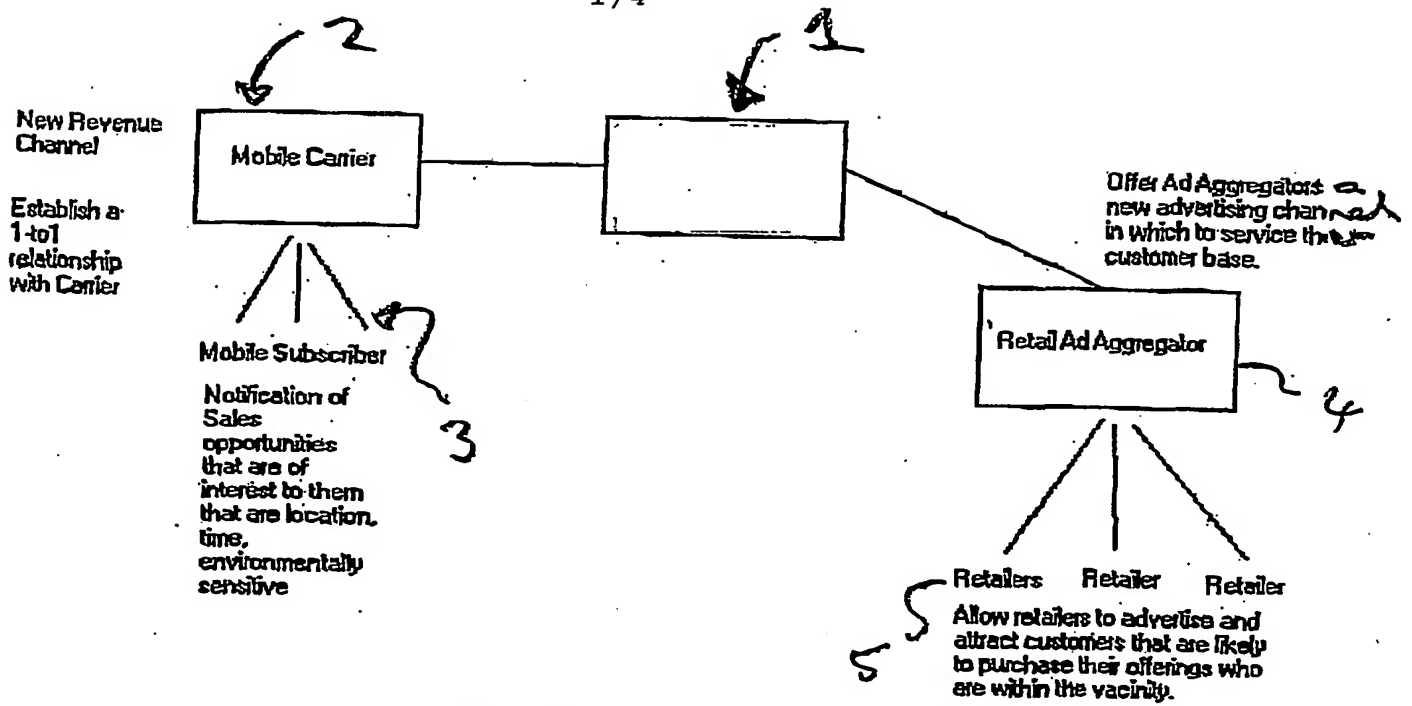 1/4
2
1
New Revenue
Channel
Mobile Carrier
Establish a
1-to1
relationship
with Carrier
Offer Ad Aggregators a
new advertising channel
in which to service their
customer base.
Retail Ad Aggregator
4
Mobile Subscriber
Notification of
Sales
opportunities
that are of
interest to them
that are location,
time,
environmentally
sensitive
3
Retailers Retailer Retailer
5
Allow retailers to advertise and
attract customers that are likely
to purchase their offerings who
are within the vacinity.